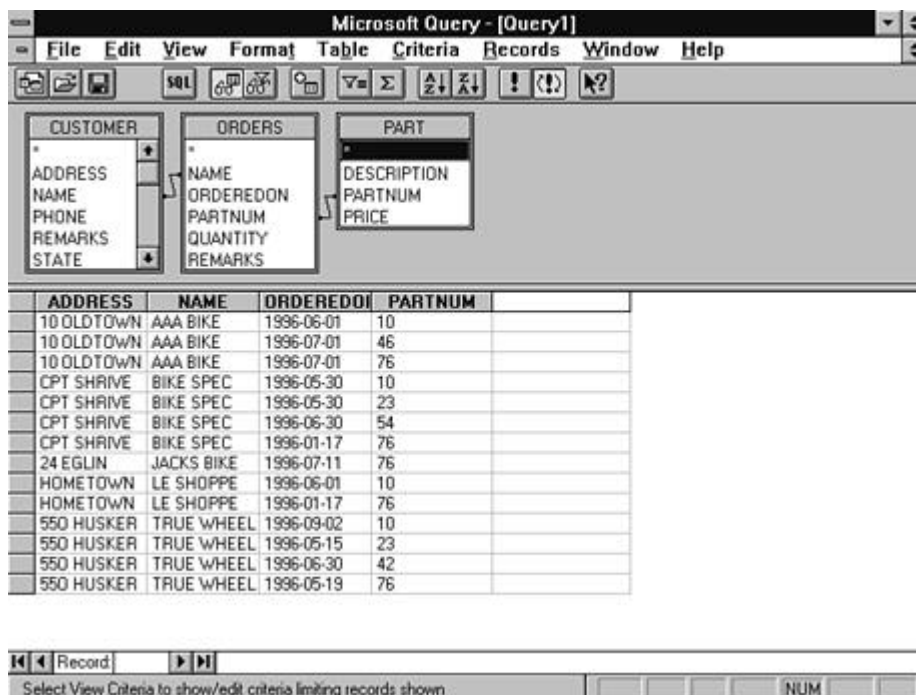 Microsoft Query - [Query1]
File Edit View Format Table Criteria Records Window Help
SQL
CUSTOMER
*
ADDRESS
NAME
PHONE
REMARKS
STATE
ORDERS
*
NAME
ORDEREDON
PARTNUM
QUANTITY
REMARKS
PART
*
DESCRIPTION
PARTNUM
PRICE
ADDRESS NAME ORDEREDOI PARTNUM
10 OLDTOWN AAA BIKE 1996-06-01 10
10 OLDTOWN AAA BIKE 1996-07-01 46
10 OLDTOWN AAA BIKE 1996-07-01 76
CPT SHRIVE BIKE SPEC 1996-05-30 10
CPT SHRIVE BIKE SPEC 1996-05-30 23
CPT SHRIVE BIKE SPEC 1996-06-30 54
CPT SHRIVE BIKE SPEC 1996-01-17 76
24 EGLIN JACKS BIKE 1996-07-11 76
HOMETOWN LE SHOPPE 1996-06-01 10
HOMETOWN LE SHOPPE 1996-01-17 76
550 HUSKER TRUE WHEEL 1996-09-02 10
550 HUSKER TRUE WHEEL 1996-05-15 23
550 HUSKER TRUE WHEEL 1996-06-30 42
550 HUSKER TRUE WHEEL 1996-05-19 76
Record:
Select View Criteria to show/edit criteria limiting records shown NUM